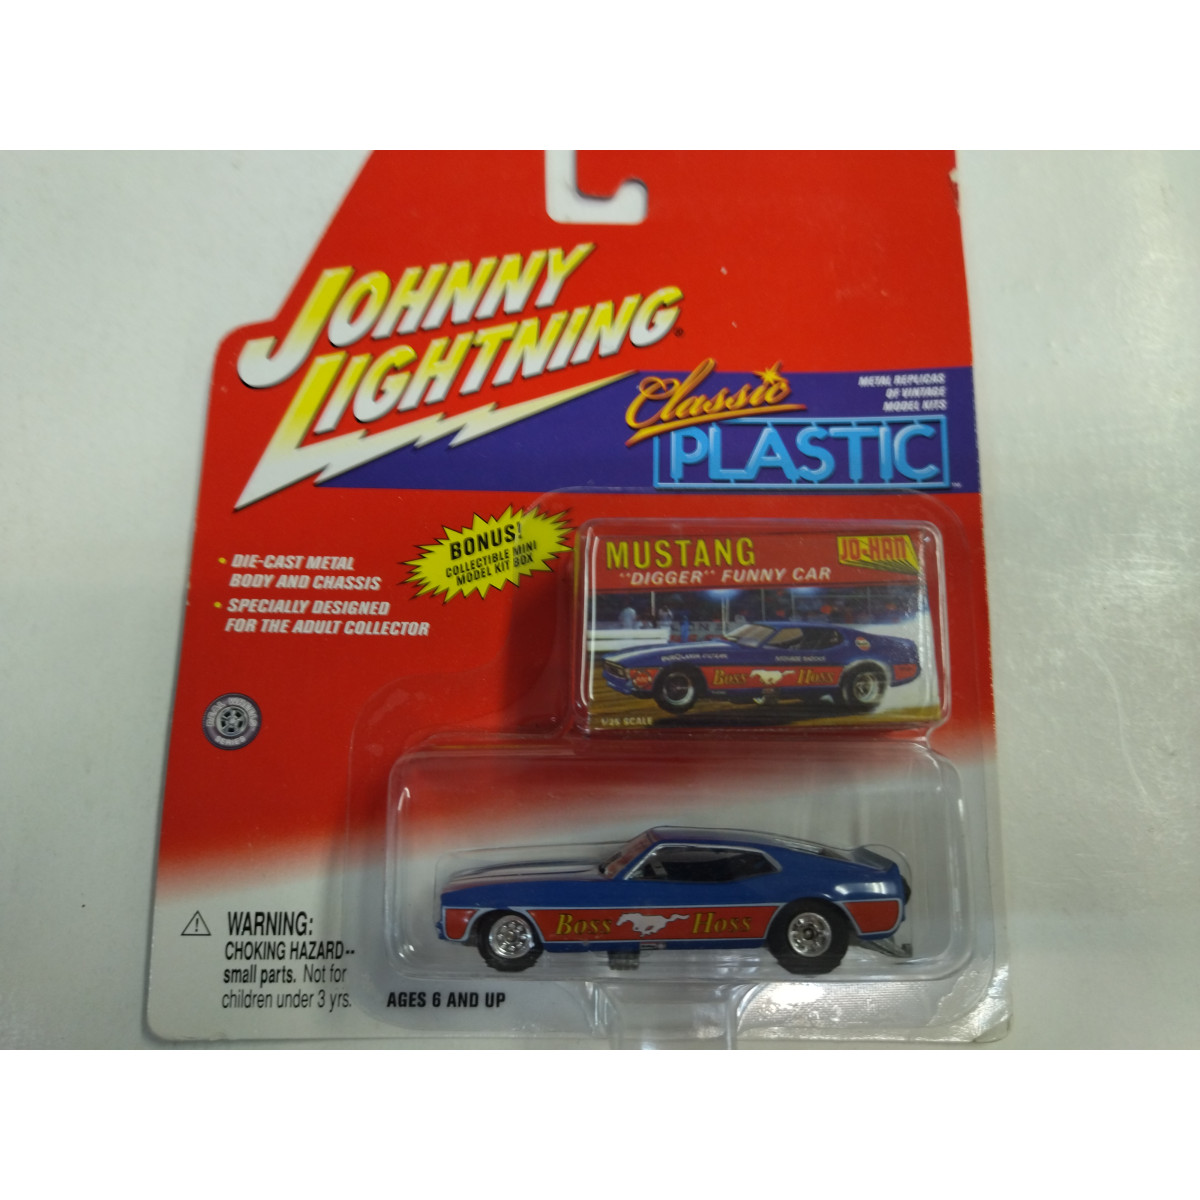 JOHNNY
LIGHTNING®
Classic
PLASTIC™
METAL REPLICAS
OF VINTAGE
MODEL KITS
BONUS!
COLLECTIBLE MINI
MODEL KIT BOX
• DIE-CAST METAL
BODY AND CHASSIS
• SPECIALLY DESIGNED
FOR THE ADULT COLLECTOR
MUSTANG
"DIGGER" FUNNY CAR
JO-HAN
Boss Hoss
1/25 SCALE
SERIES
Boss Hoss
WARNING:
CHOKING HAZARD--
small parts. Not for
children under 3 yrs.
AGES 6 AND UP